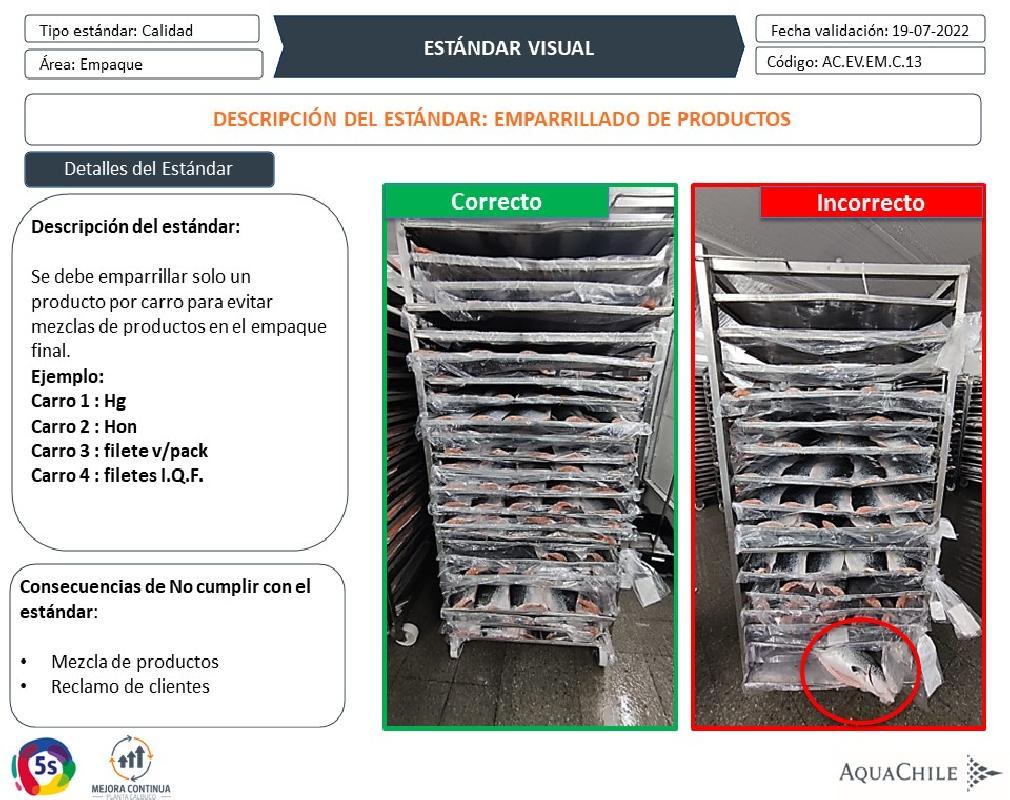 Tipo estándar: Calidad
Área: Empaque
ESTÁNDAR VISUAL
Fecha validación: 19-07-2022
Código: AC.EV.EM.C.13
DESCRIPCIÓN DEL ESTÁNDAR: EMPARRILLADO DE PRODUCTOS
Detalles del Estándar
Descripción del estándar:
Se debe emparrillar solo un
producto por carro para evitar
mezclas de productos en el empaque
final.
Ejemplo:
Carro 1 : Hg
Carro 2 : Hon
Carro 3 : filete v/pack
Carro 4 : filetes I.Q.F.
Consecuencias de No cumplir con el
estándar:
• Mezcla de productos
• Reclamo de clientes
Correcto
Incorrecto
5s
MEJORA CONTINUA
PLANTA CALBUCO
AQUACHILE